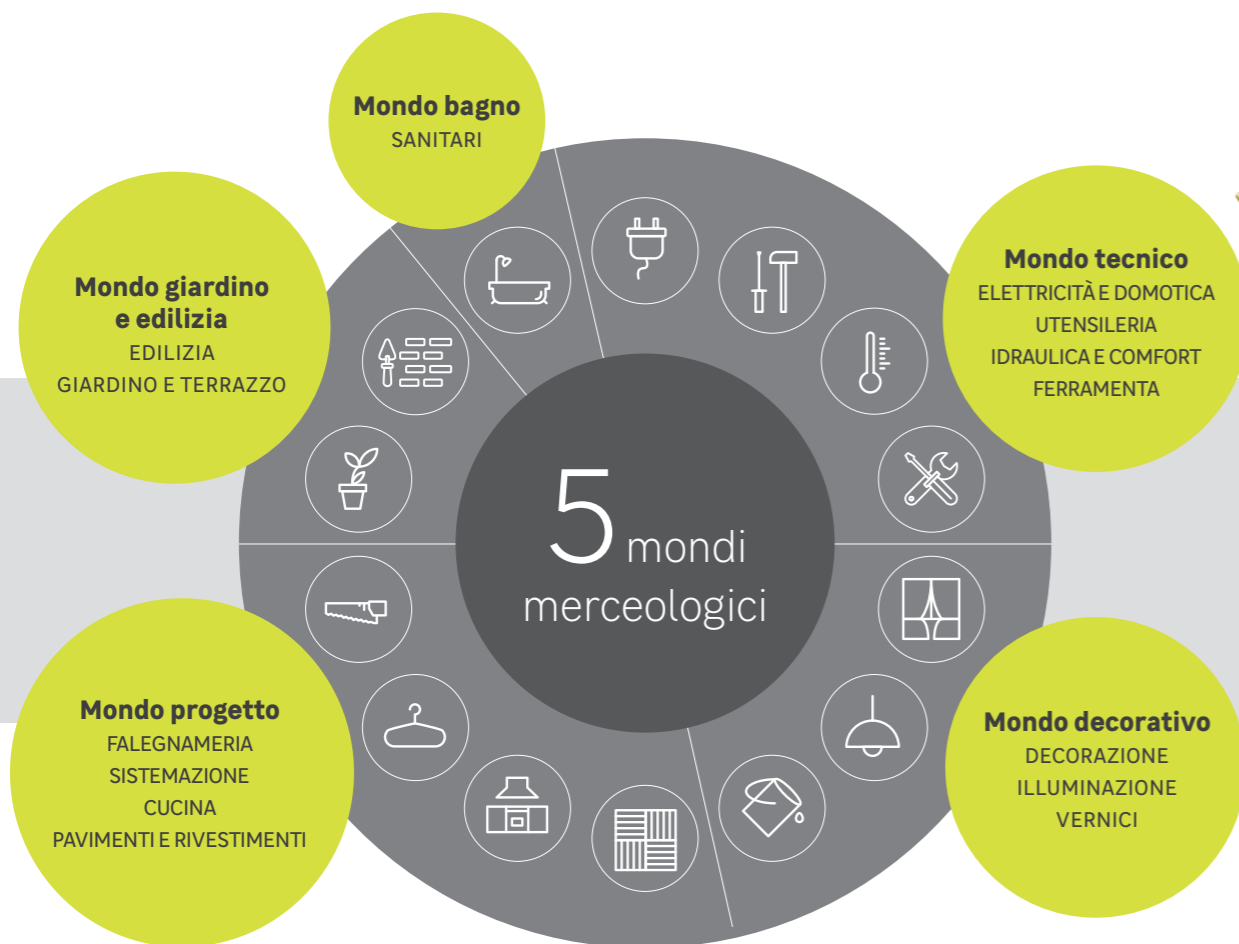 Mondo bagno
SANITARI
Mondo giardino
e edilizia
EDILIZIA
GIARDINO E TERRAZZO
Mondo tecnico
ELETTRICITÀ E DOMOTICA
UTENSILERIA
IDRAULICA E COMFORT
FERRAMENTA
5 mondi
merceologici
Mondo progetto
FALEGNAMERIA
SISTEMAZIONE
CUCINA
PAVIMENTI E RIVESTIMENTI
Mondo decorativo
DECORAZIONE
ILLUMINAZIONE
VERNICI